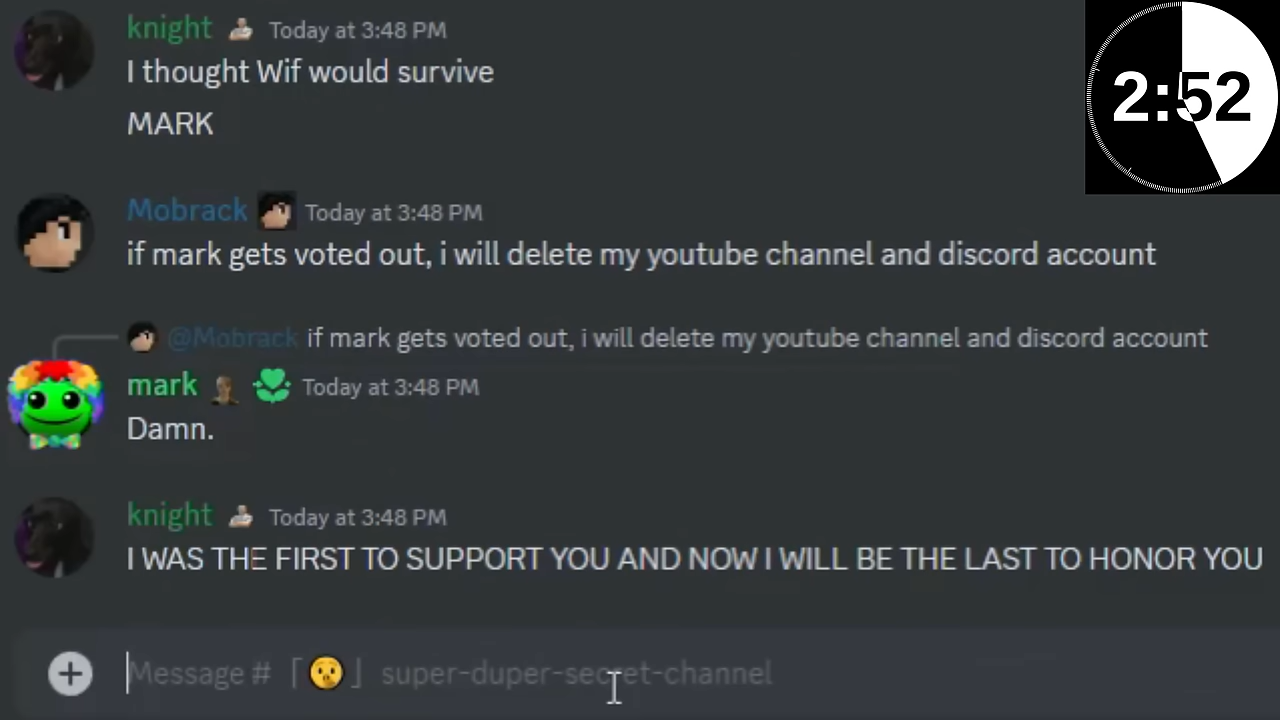 knight Today at 3:48 PM
I thought Wif would survive
MARK
2:52
Mobrack Today at 3:48 PM
if mark gets voted out, i will delete my youtube channel and discord account
@Mobrack if mark gets voted out, i will delete my youtube channel and discord account
mark Today at 3:48 PM
Damn.
knight Today at 3:48 PM
I WAS THE FIRST TO SUPPORT YOU AND NOW I WILL BE THE LAST TO HONOR YOU
Message # ｢🤫｣ super-duper-secret-channel